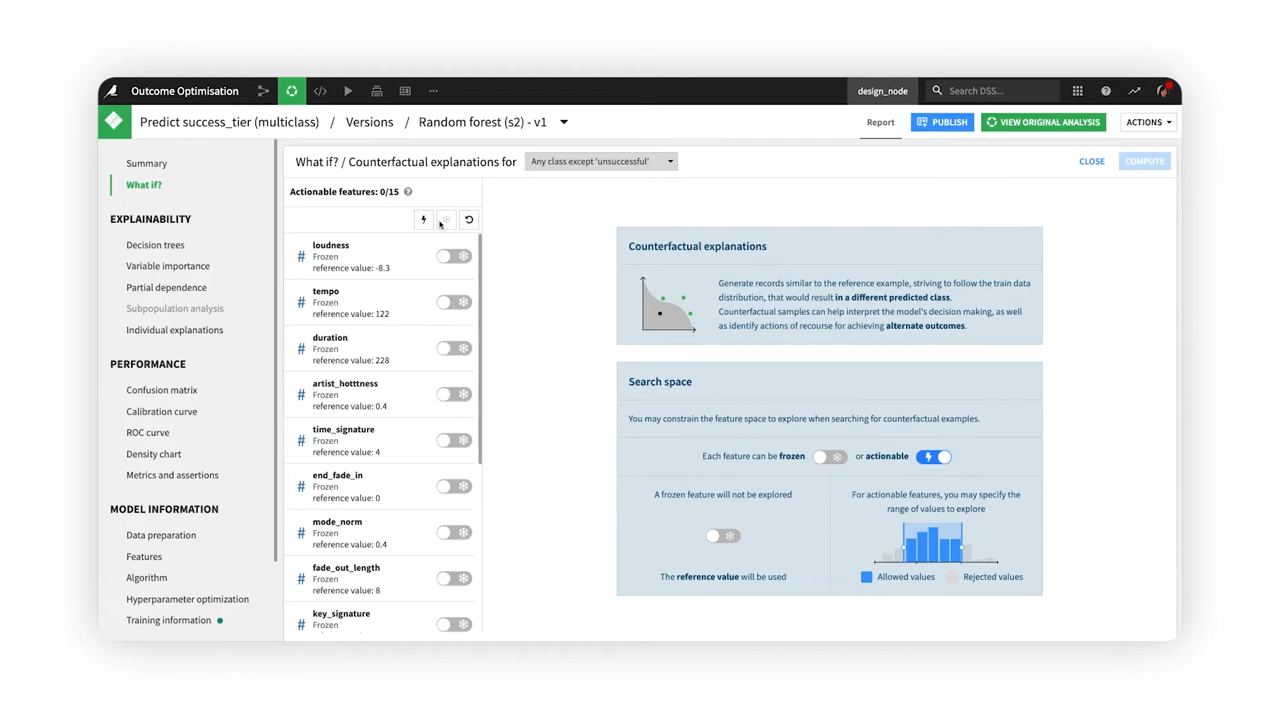 Outcome Optimisation
design_node
Search DSS...
Predict success_tier (multiclass) / Versions / Random forest (s2) - v1
Report
PUBLISH
VIEW ORIGINAL ANALYSIS
ACTIONS
Summary
What if?
EXPLAINABILITY
Decision trees
Variable importance
Partial dependence
Subpopulation analysis
Individual explanations
PERFORMANCE
Confusion matrix
Calibration curve
ROC curve
Density chart
Metrics and assertions
MODEL INFORMATION
Data preparation
Features
Algorithm
Hyperparameter optimization
Training information
What if? / Counterfactual explanations for
Any class except 'unsuccessful'
CLOSE
COMPUTE
Actionable features: 0/15
# loudness
Frozen
reference value: -8.3
# tempo
Frozen
reference value: 122
# duration
Frozen
reference value: 228
# artist_hotttness
Frozen
reference value: 0.4
# time_signature
Frozen
reference value: 4
# end_fade_in
Frozen
reference value: 0
# mode_norm
Frozen
reference value: 0.4
# fade_out_length
Frozen
reference value: 8
# key_signature
Frozen
Counterfactual explanations
Generate records similar to the reference example, striving to follow the train data
distribution, that would result in a different predicted class.
Counterfactual samples can help interpret the model's decision making, as well
as identify actions of recourse for achieving alternate outcomes.
Search space
You may constrain the feature space to explore when searching for counterfactual examples.
Each feature can be frozen or actionable
A frozen feature will not be explored
The reference value will be used
For actionable features, you may specify the
range of values to explore
Allowed values
Rejected values